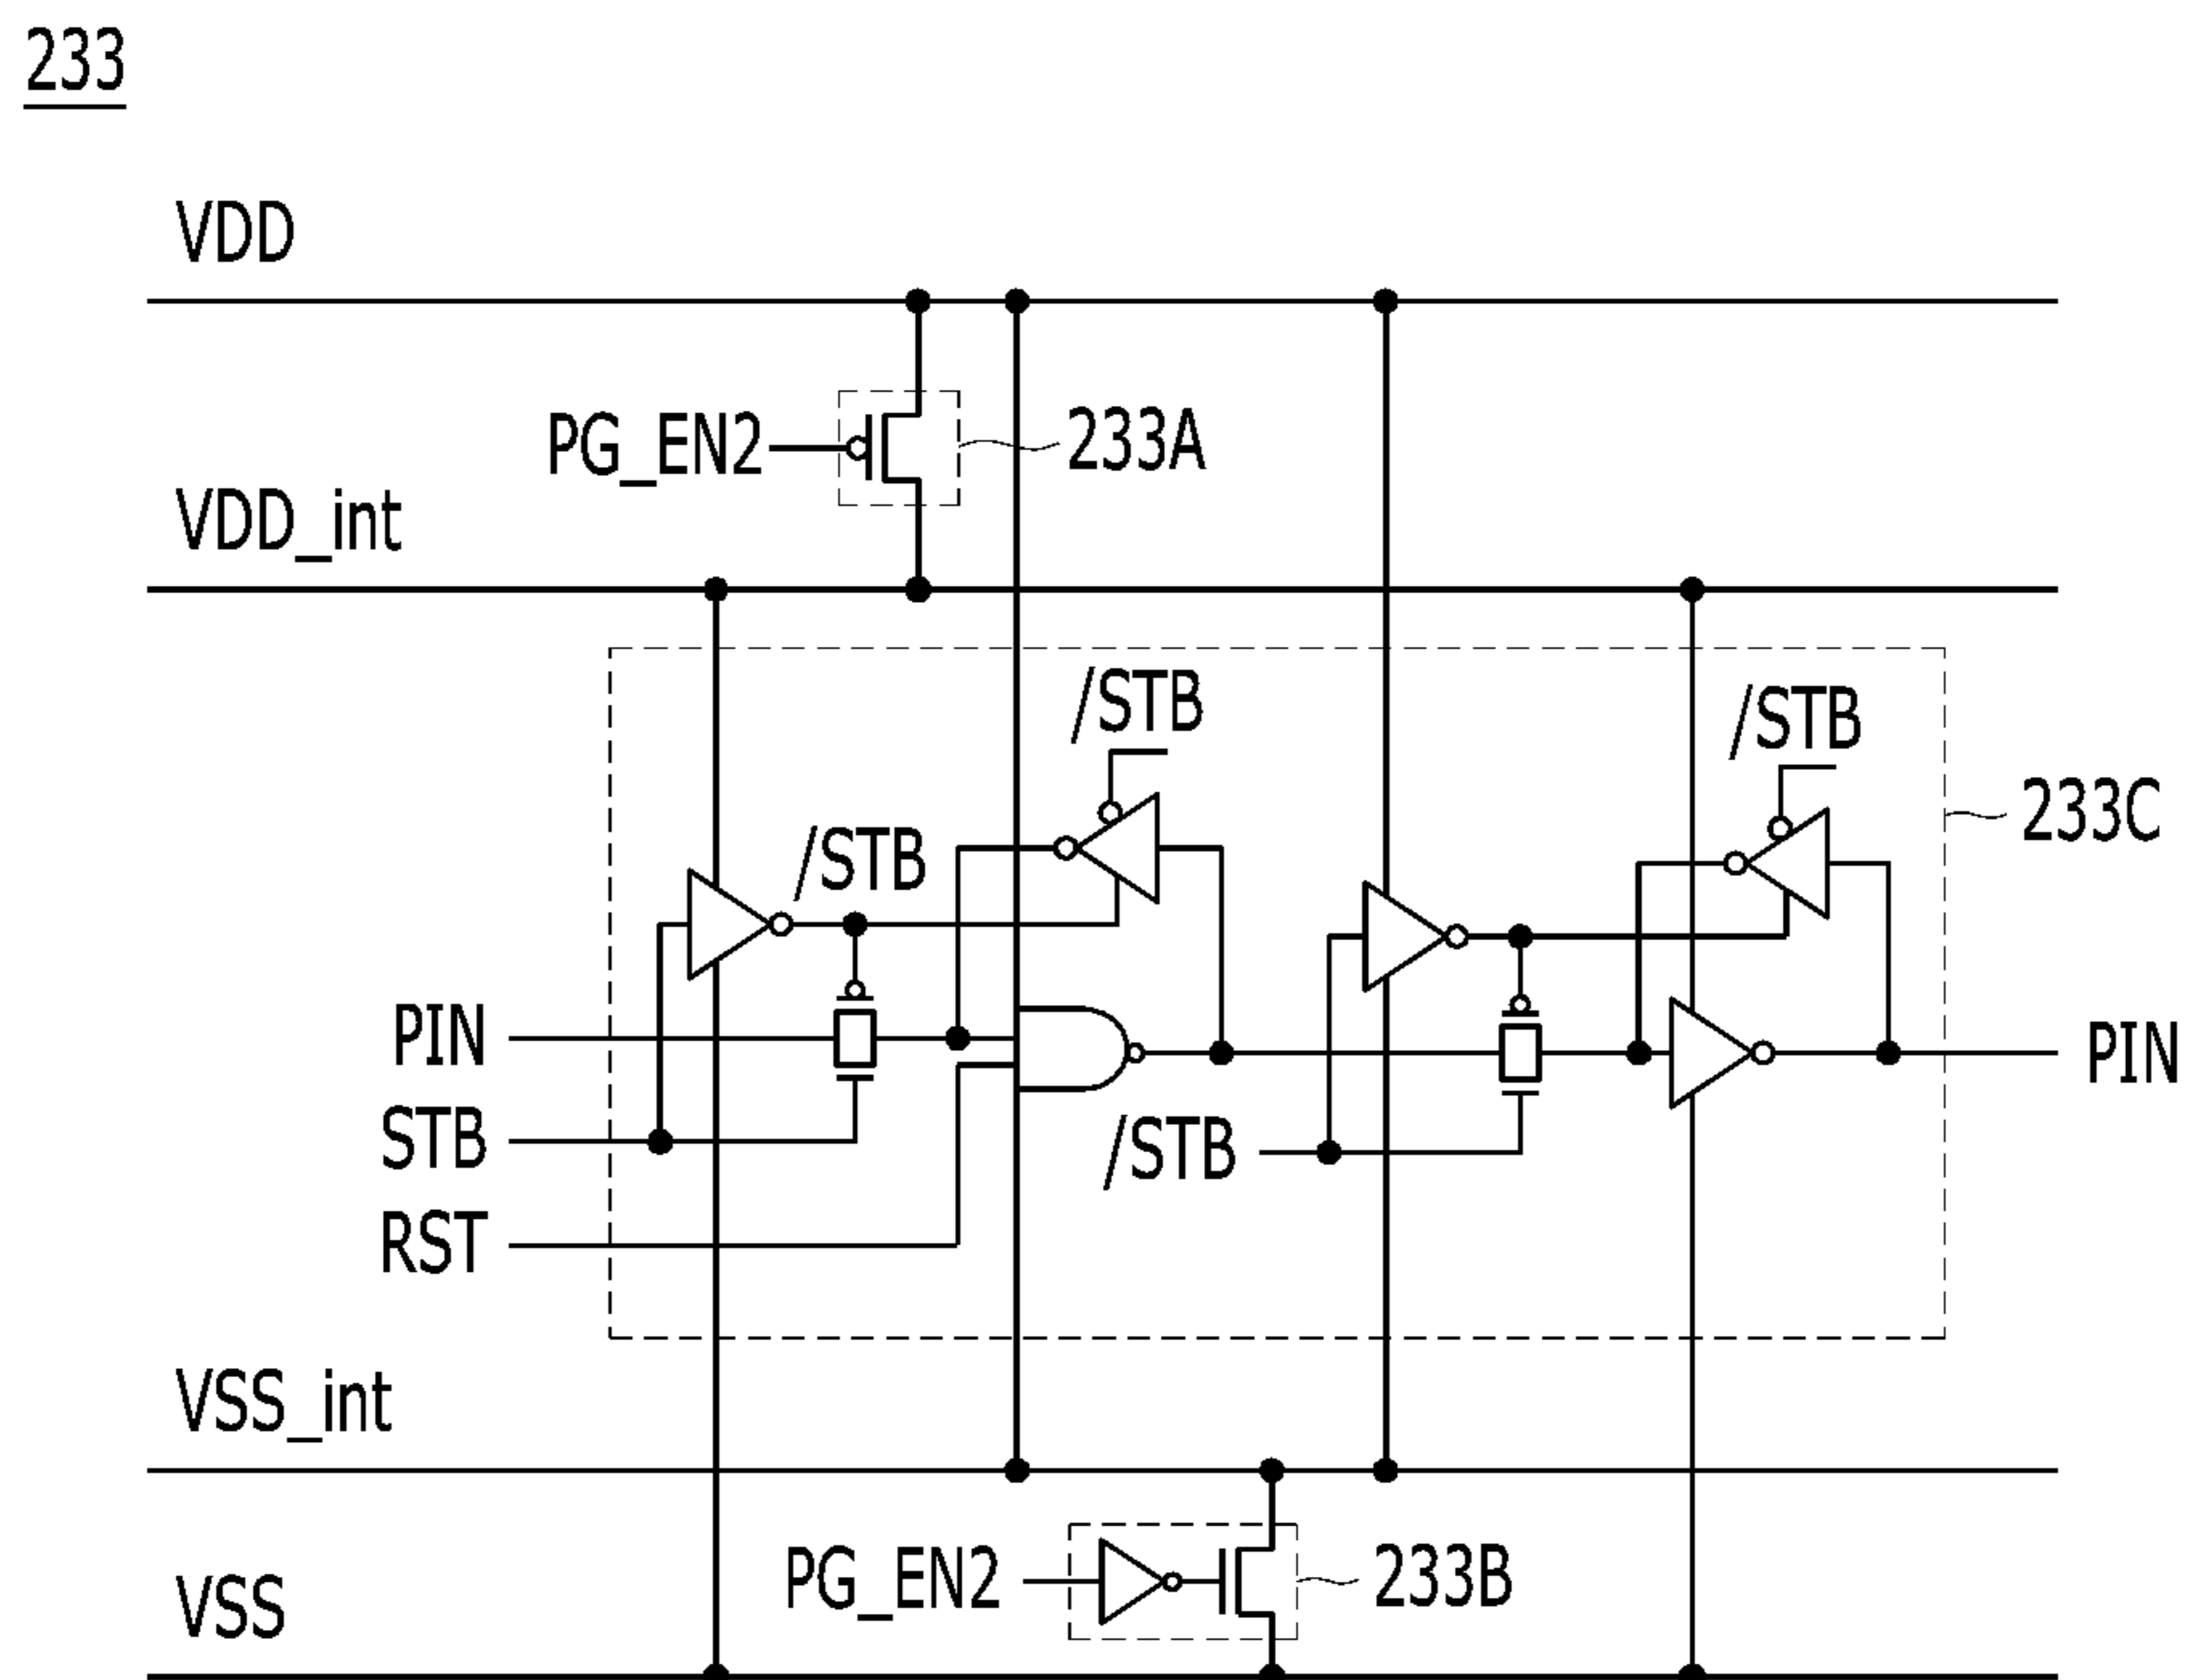 233
VDD
PG_EN2
233A
VDD_int
/STB
/STB
/STB
233C
PIN
PIN
STB
/STB
RST
VSS_int
PG_EN2
233B
VSS